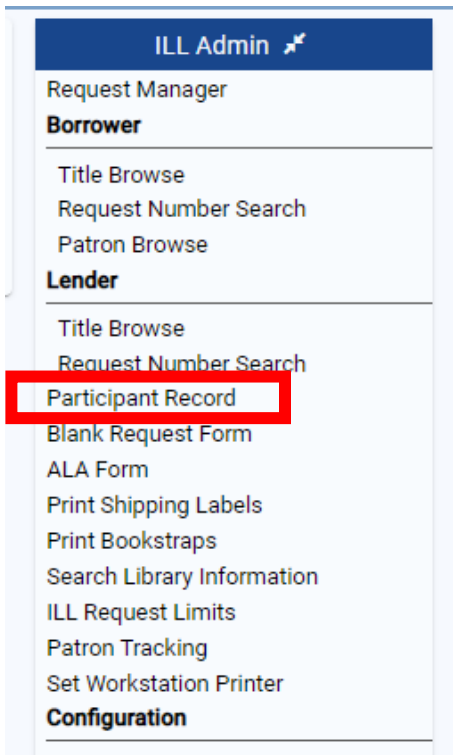 ILL Admin
Request Manager
Borrower
Title Browse
Request Number Search
Patron Browse
Lender
Title Browse
Request Number Search
Participant Record
Blank Request Form
ALA Form
Print Shipping Labels
Print Bookstraps
Search Library Information
ILL Request Limits
Patron Tracking
Set Workstation Printer
Configuration